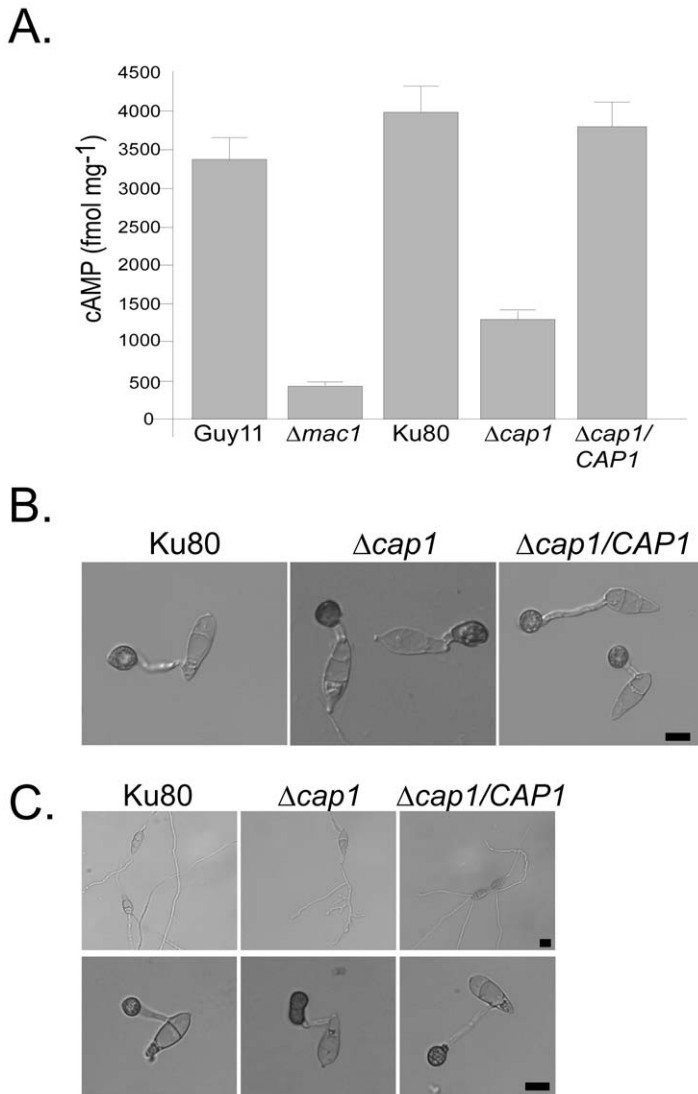 A.
cAMP (fmol mg-1)
4500
4000
3500
3000
2500
2000
1500
1000
500
0
Guy11
Δmac1
Ku80
Δcap1
Δcap1/
CAP1
B.
Ku80
Δcap1
Δcap1/CAP1
C.
Ku80
Δcap1
Δcap1/CAP1